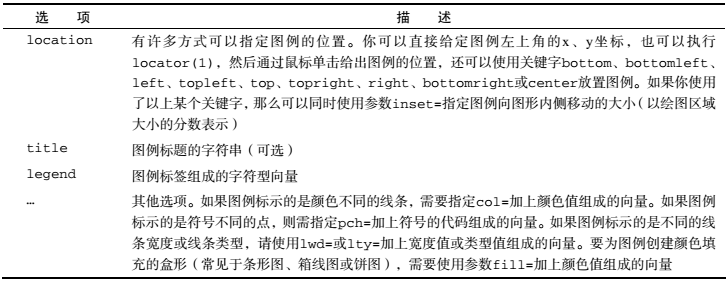 选 项 描 述
location 有许多方式可以指定图例的位置。你可以直接给定图例左上角的x、y坐标，也可以执行
locator(1)，然后通过鼠标单击给出图例的位置，还可以使用关键字bottom、bottomleft、
left、topleft、top、topright、right、bottomright或center放置图例。如果你使用
了以上某个关键字，那么可以同时使用参数inset=指定图例向图形内侧移动的大小（以绘图区域
大小的分数表示）
title 图例标题的字符串（可选）
legend 图例标签组成的字符型向量
… 其他选项。如果图例标示的是颜色不同的线条，需要指定col=加上颜色值组成的向量。如果图例
标示的是符号不同的点，则需指定pch=加上符号的代码组成的向量。如果图例标示的是不同的线
条宽度或线条类型，请使用lwd=或lty=加上宽度值或类型值组成的向量。要为图例创建颜色填
充的盒形（常见于条形图、箱线图或饼图），需要使用参数fill=加上颜色值组成的向量